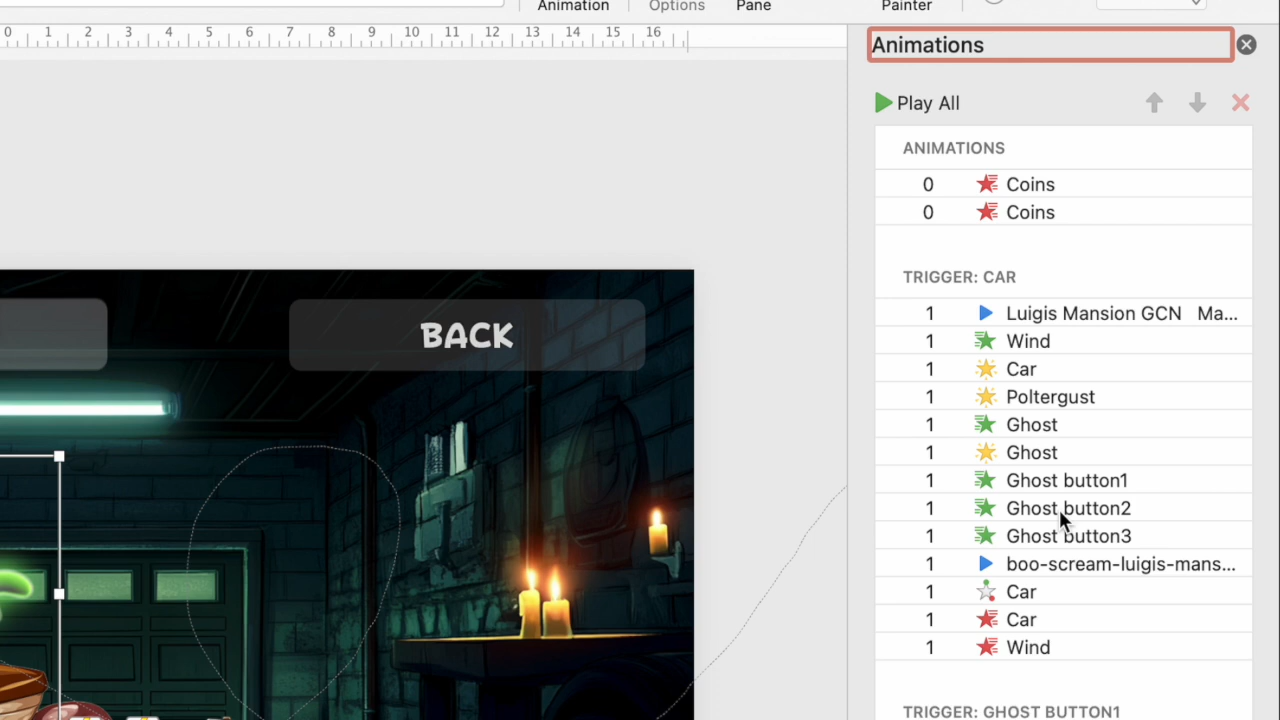 Animation Options Pane Painter
0 1 2 3 4 5 6 7 8 9 10 11 12 13 14 15 16
Animations
Play All
ANIMATIONS
0 Coins
0 Coins
TRIGGER: CAR
1 Luigis Mansion GCN Ma...
1 Wind
1 Car
1 Poltergust
1 Ghost
1 Ghost
1 Ghost button1
1 Ghost button2
1 Ghost button3
1 boo-scream-luigis-mans...
1 Car
1 Car
1 Wind
TRIGGER: GHOST BUTTON1
BACK